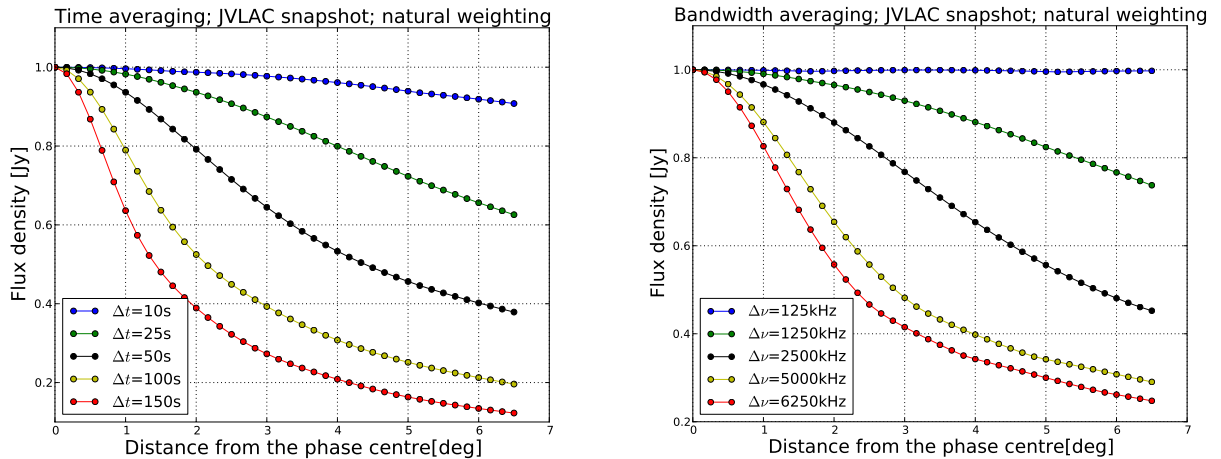 Time averaging; JVLAC snapshot; natural weighting
Flux density [Jy]
1.0
0.8
0.6
0.4
0.2
Δt=10s
Δt=25s
Δt=50s
Δt=100s
Δt=150s
0 1 2 3 4 5 6 7
Distance from the phase centre[deg]
Bandwidth averaging; JVLAC snapshot; natural weighting
Flux density [Jy]
1.0
0.8
0.6
0.4
0.2
Δν=125kHz
Δν=1250kHz
Δν=2500kHz
Δν=5000kHz
Δν=6250kHz
0 1 2 3 4 5 6 7
Distance from the phase centre[deg]